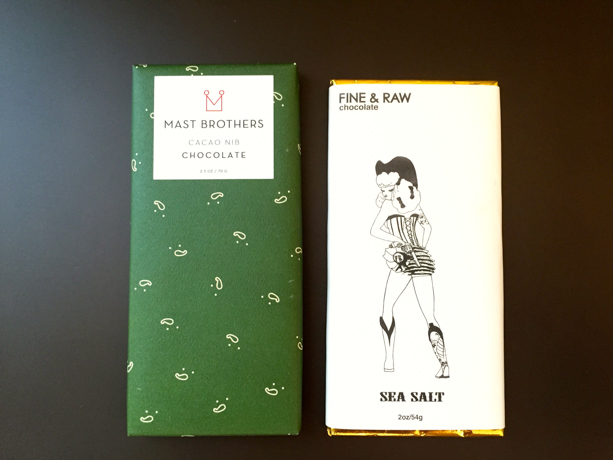 MAST BROTHERS
CACAO NIB
CHOCOLATE
FINE & RAW
chocolate
SEA SALT
2oz/54g